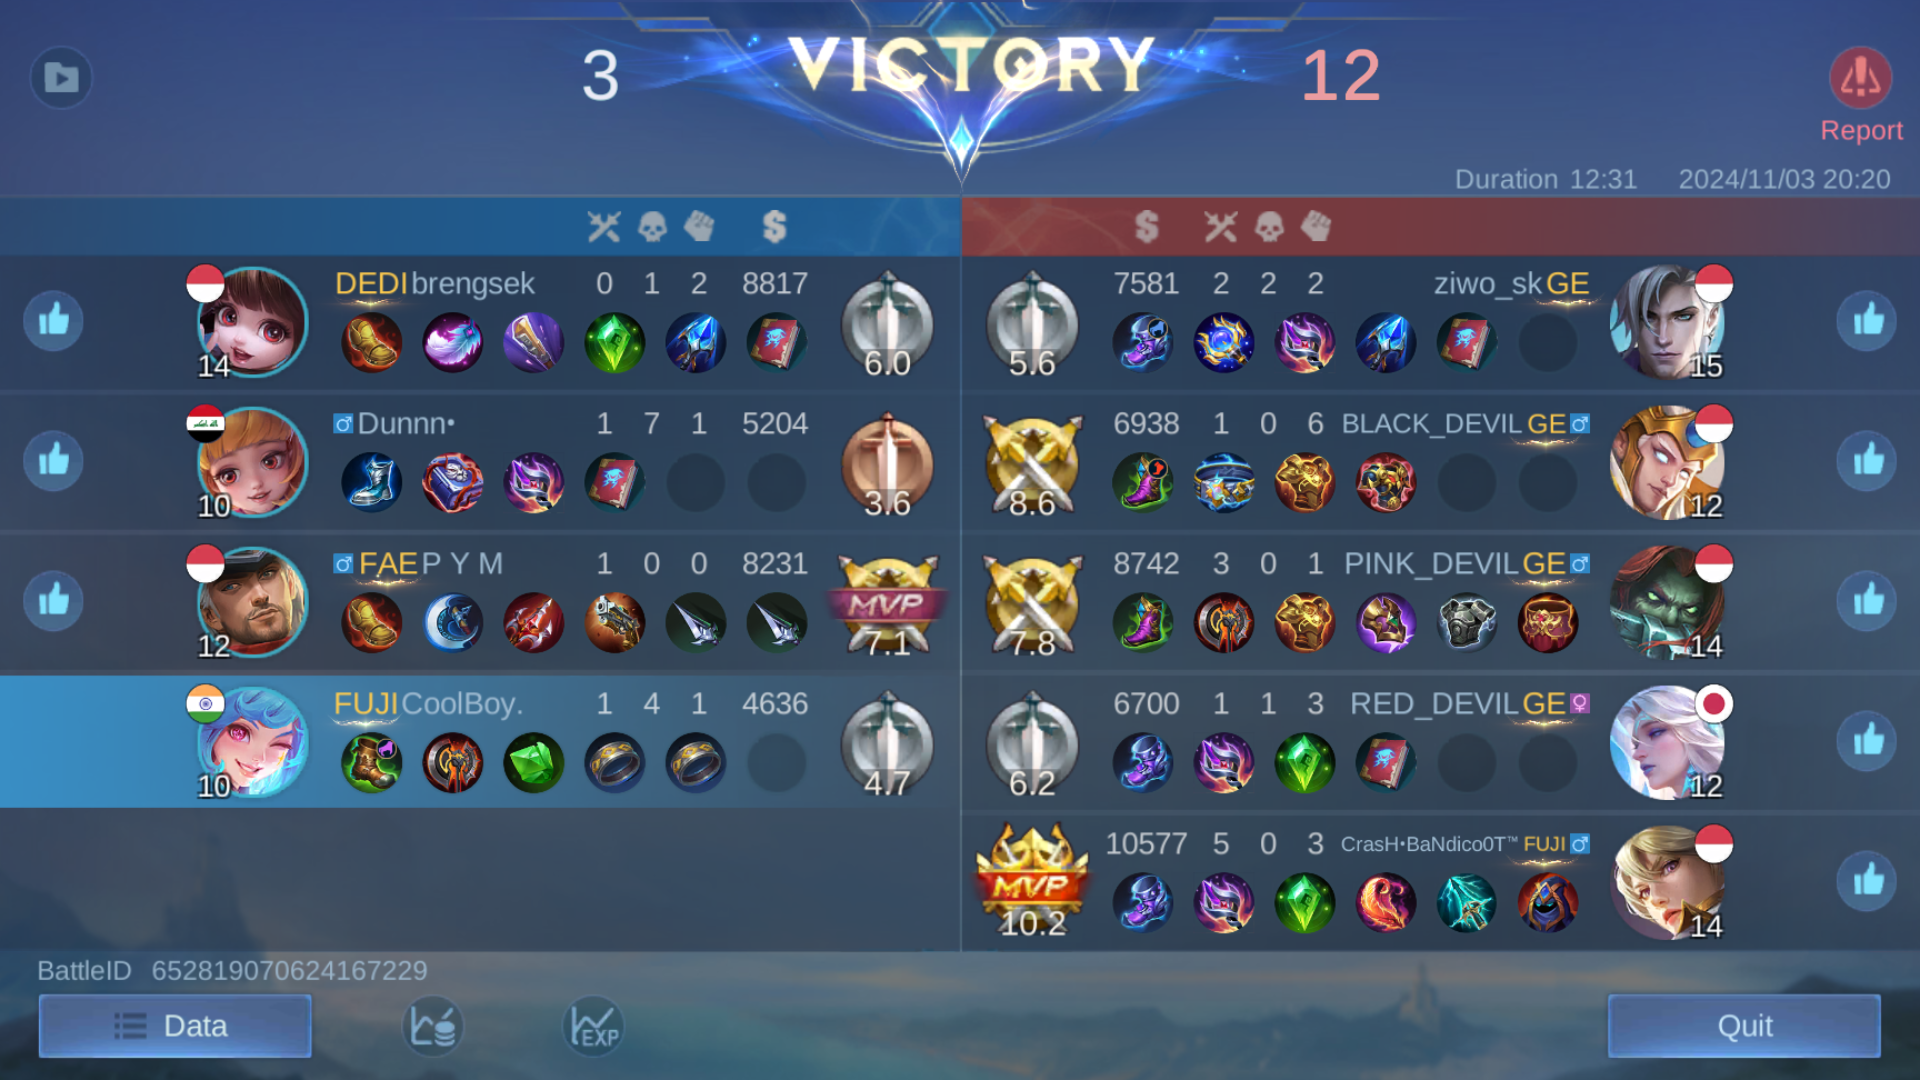 3 VICTORY 12
Report
Duration 12:31 2024/11/03 20:20
DEDI brengsek 0 1 2 8817
14 6.0
7581 2 2 2 ziwo_sk GE
5.6 15
Dunnn• 1 7 1 5204
10 3.6
6938 1 0 6 BLACK_DEVIL GE
8.6 12
FAE P Y M 1 0 0 8231
MVP
12 7.1
8742 3 0 1 PINK_DEVIL GE
7.8 14
FUJI CoolBoy. 1 4 1 4636
10 4.7
6700 1 1 3 RED_DEVIL GE
6.2 12
10577 5 0 3 CrasH•BaNdico0T™ FUJI
MVP
10.2 14
BattleID 652819070624167229
Data
EXP
Quit